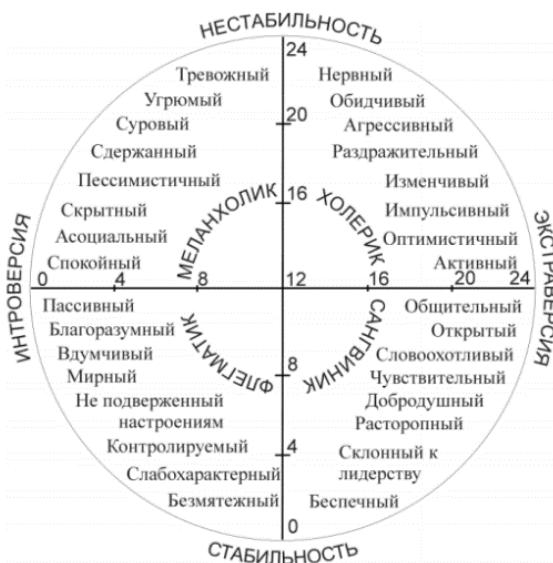 НЕСТАБИЛЬНОСТЬ
24
Тревожный Нервный
Угрюмый Обидчивый
20
Суровый Агрессивный
Сдержанный Раздражительный
Пессимистичный Изменчивый
16
МЕЛАНХОЛИК ХОЛЕРИК
Скрытный Импульсивный
Асоциальный Оптимистичный
Спокойный Активный
ИНТРОВЕРСИЯ ЭКСТРАВЕРСИЯ
0 4 8 12 16 20 24
Пассивный Общительный
Благоразумный Открытый
Вдумчивый Словоохотливый
ФЛЕГМАТИК САНГВИНИК
8
Мирный Чувствительный
Не подверженный Добродушный
настроениям Расторопный
Контролируемый Склонный к
4
Слабохарактерный лидерству
Безмятежный Беспечный
0
СТАБИЛЬНОСТЬ